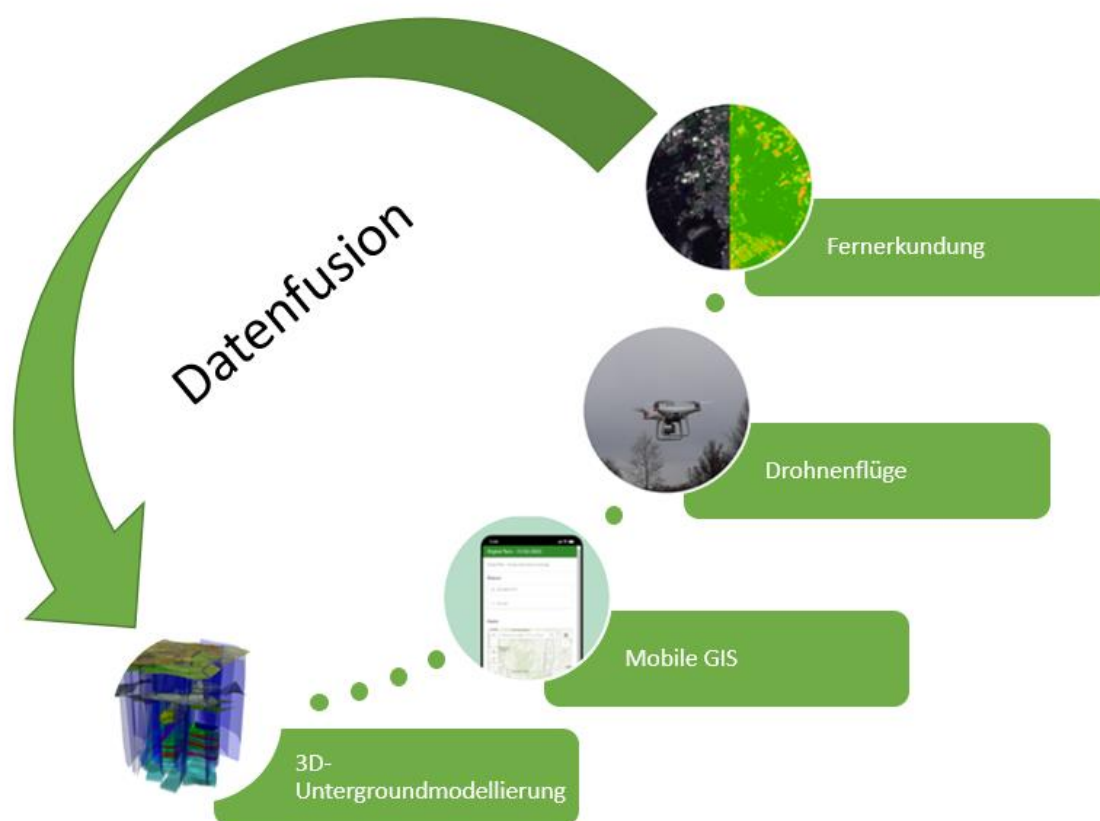 Datenfusion
Fernerkundung
Drohnenflüge
Mobile GIS
3D-
Untergroundmodellierung